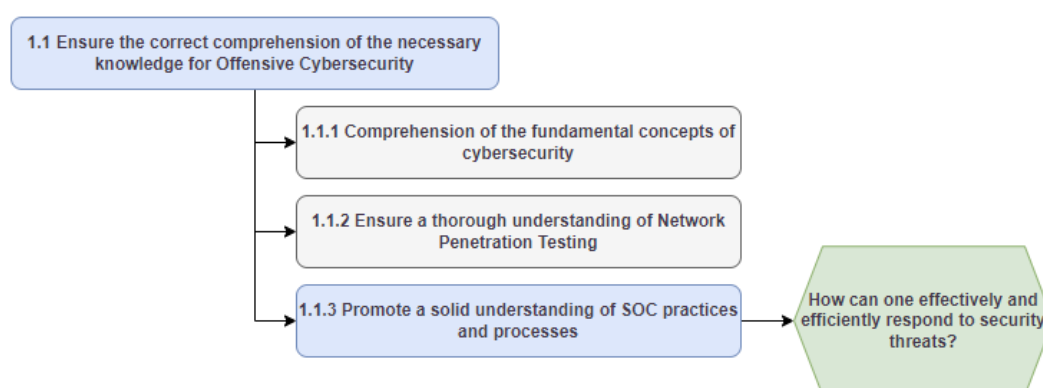 1.1 Ensure the correct comprehension of the necessary
knowledge for Offensive Cybersecurity
1.1.1 Comprehension of the fundamental concepts of
cybersecurity
1.1.2 Ensure a thorough understanding of Network
Penetration Testing
1.1.3 Promote a solid understanding of SOC practices
and processes
How can one effectively and
efficiently respond to security
threats?